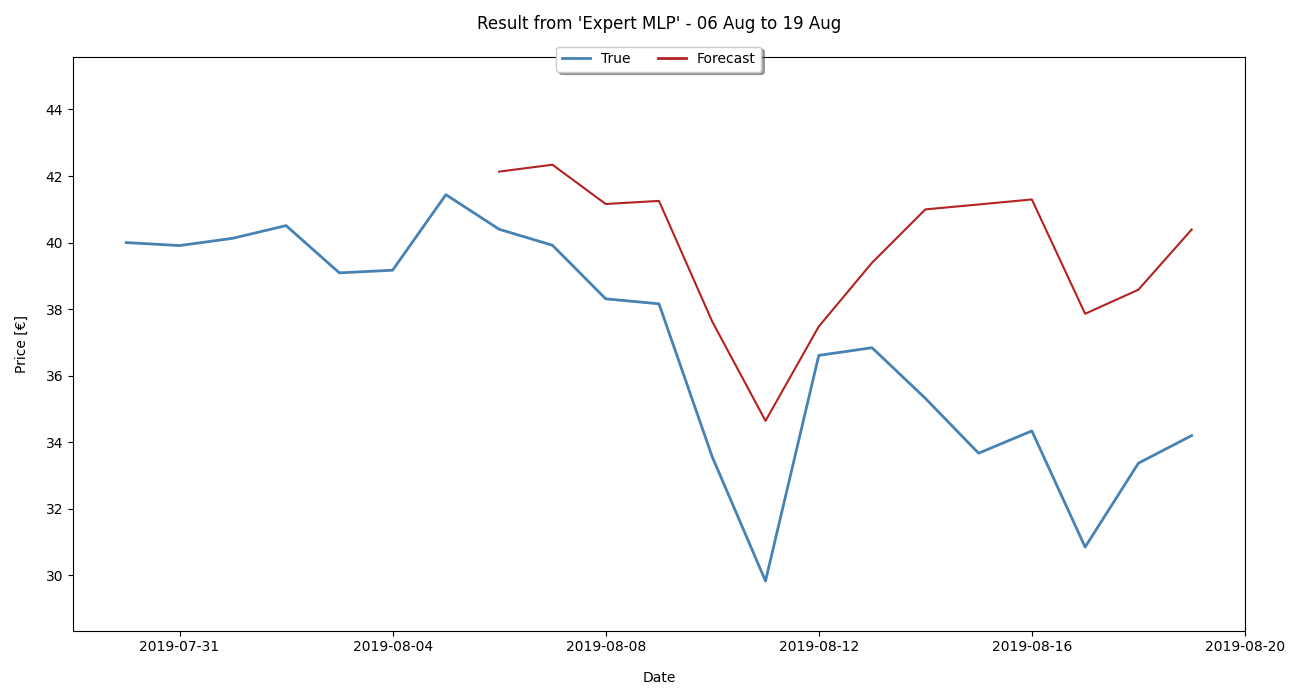 Result from 'Expert MLP' - 06 Aug to 19 Aug
True Forecast
Price [€]
44
42
40
38
36
34
32
30
2019-07-31 2019-08-04 2019-08-08 2019-08-12 2019-08-16 2019-08-20
Date